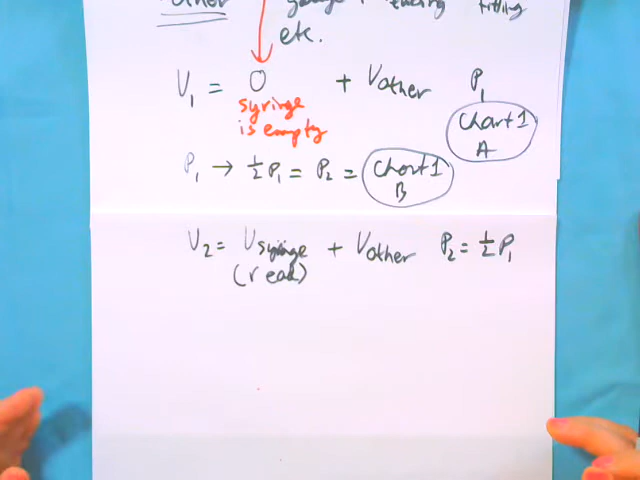 etc.
V₁ = 0 + Vother P₁
syringe
is empty
Chart 1
A
P₁ → ½P₁ = P₂ = Chart 1
B
V₂ = Vsyringe + Vother P₂ = ½P₁
(read)